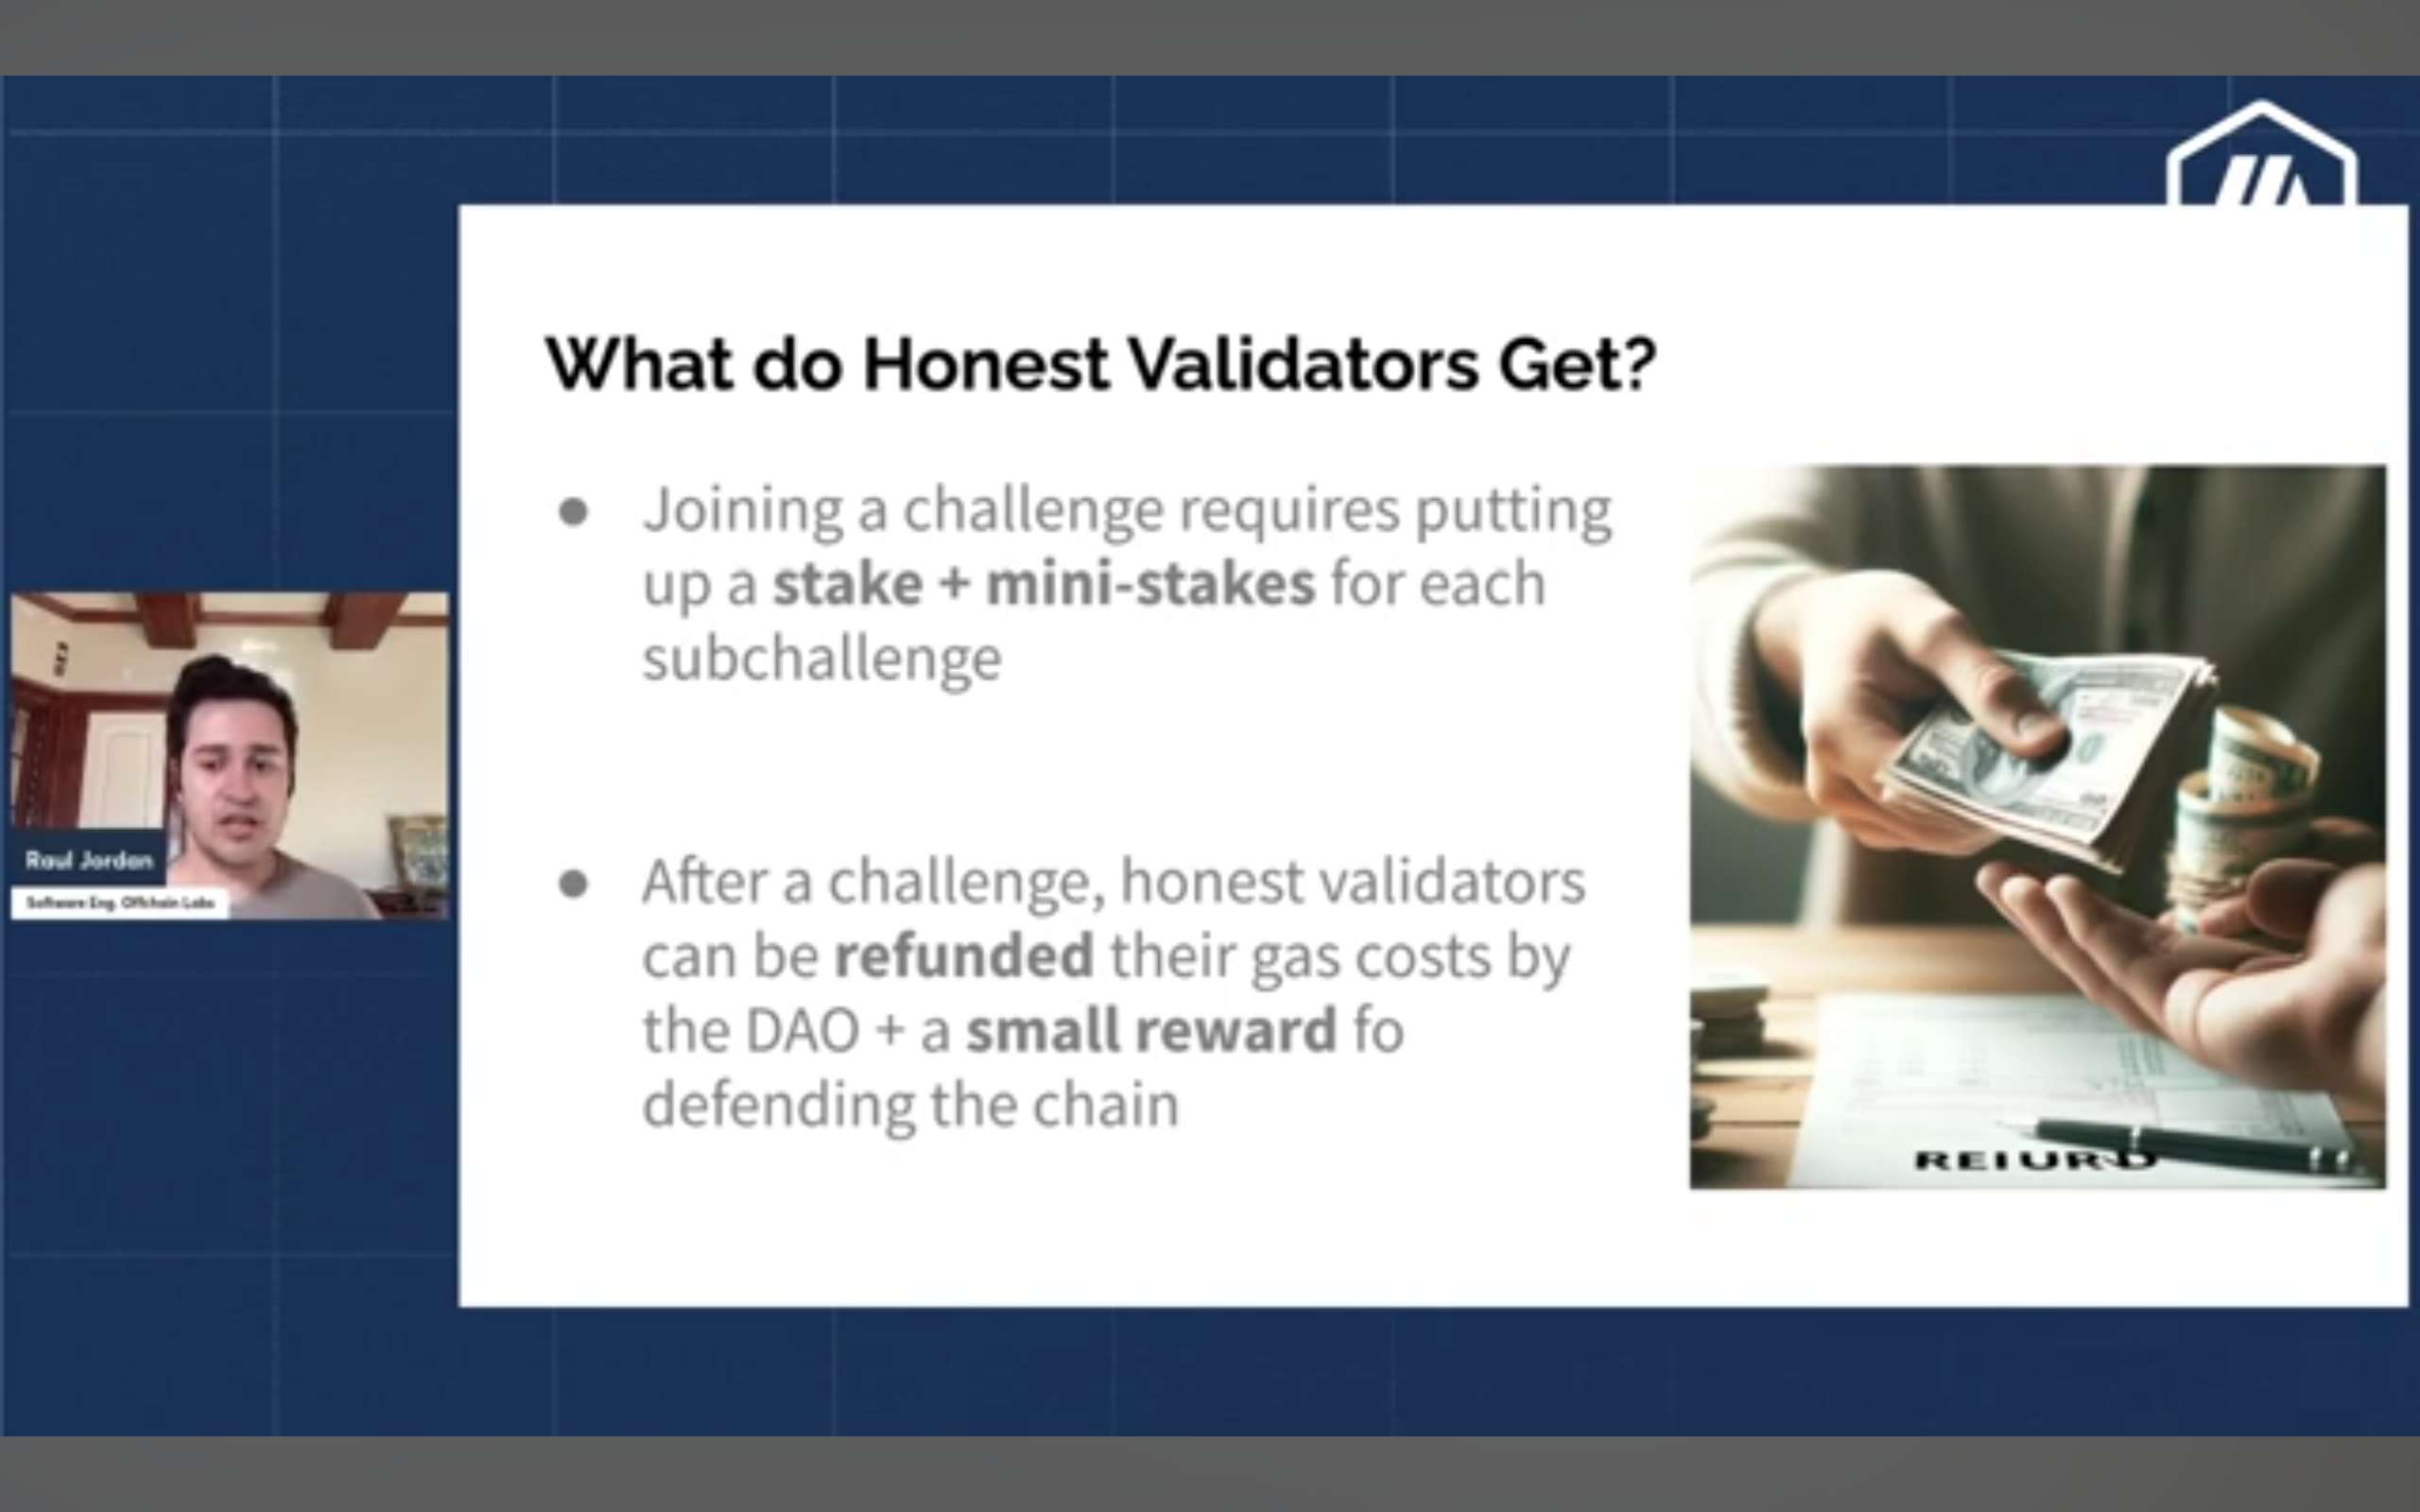 What do Honest Validators Get?
Joining a challenge requires putting
up a stake + mini-stakes for each
subchallenge
After a challenge, honest validators
can be refunded their gas costs by
the DAO + a small reward fo
defending the chain
Raul Jordan
Software Eng. Offchain Labs
REIURD